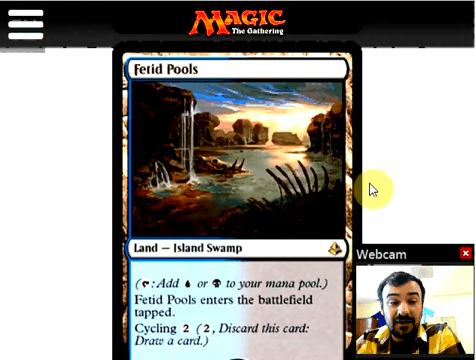 MAGIC
The Gathering
Fetid Pools
Land — Island Swamp
( : Add or to your mana pool.)
Fetid Pools enters the battlefield
tapped.
Cycling 2 ( 2 , Discard this card:
Draw a card.)
Webcam